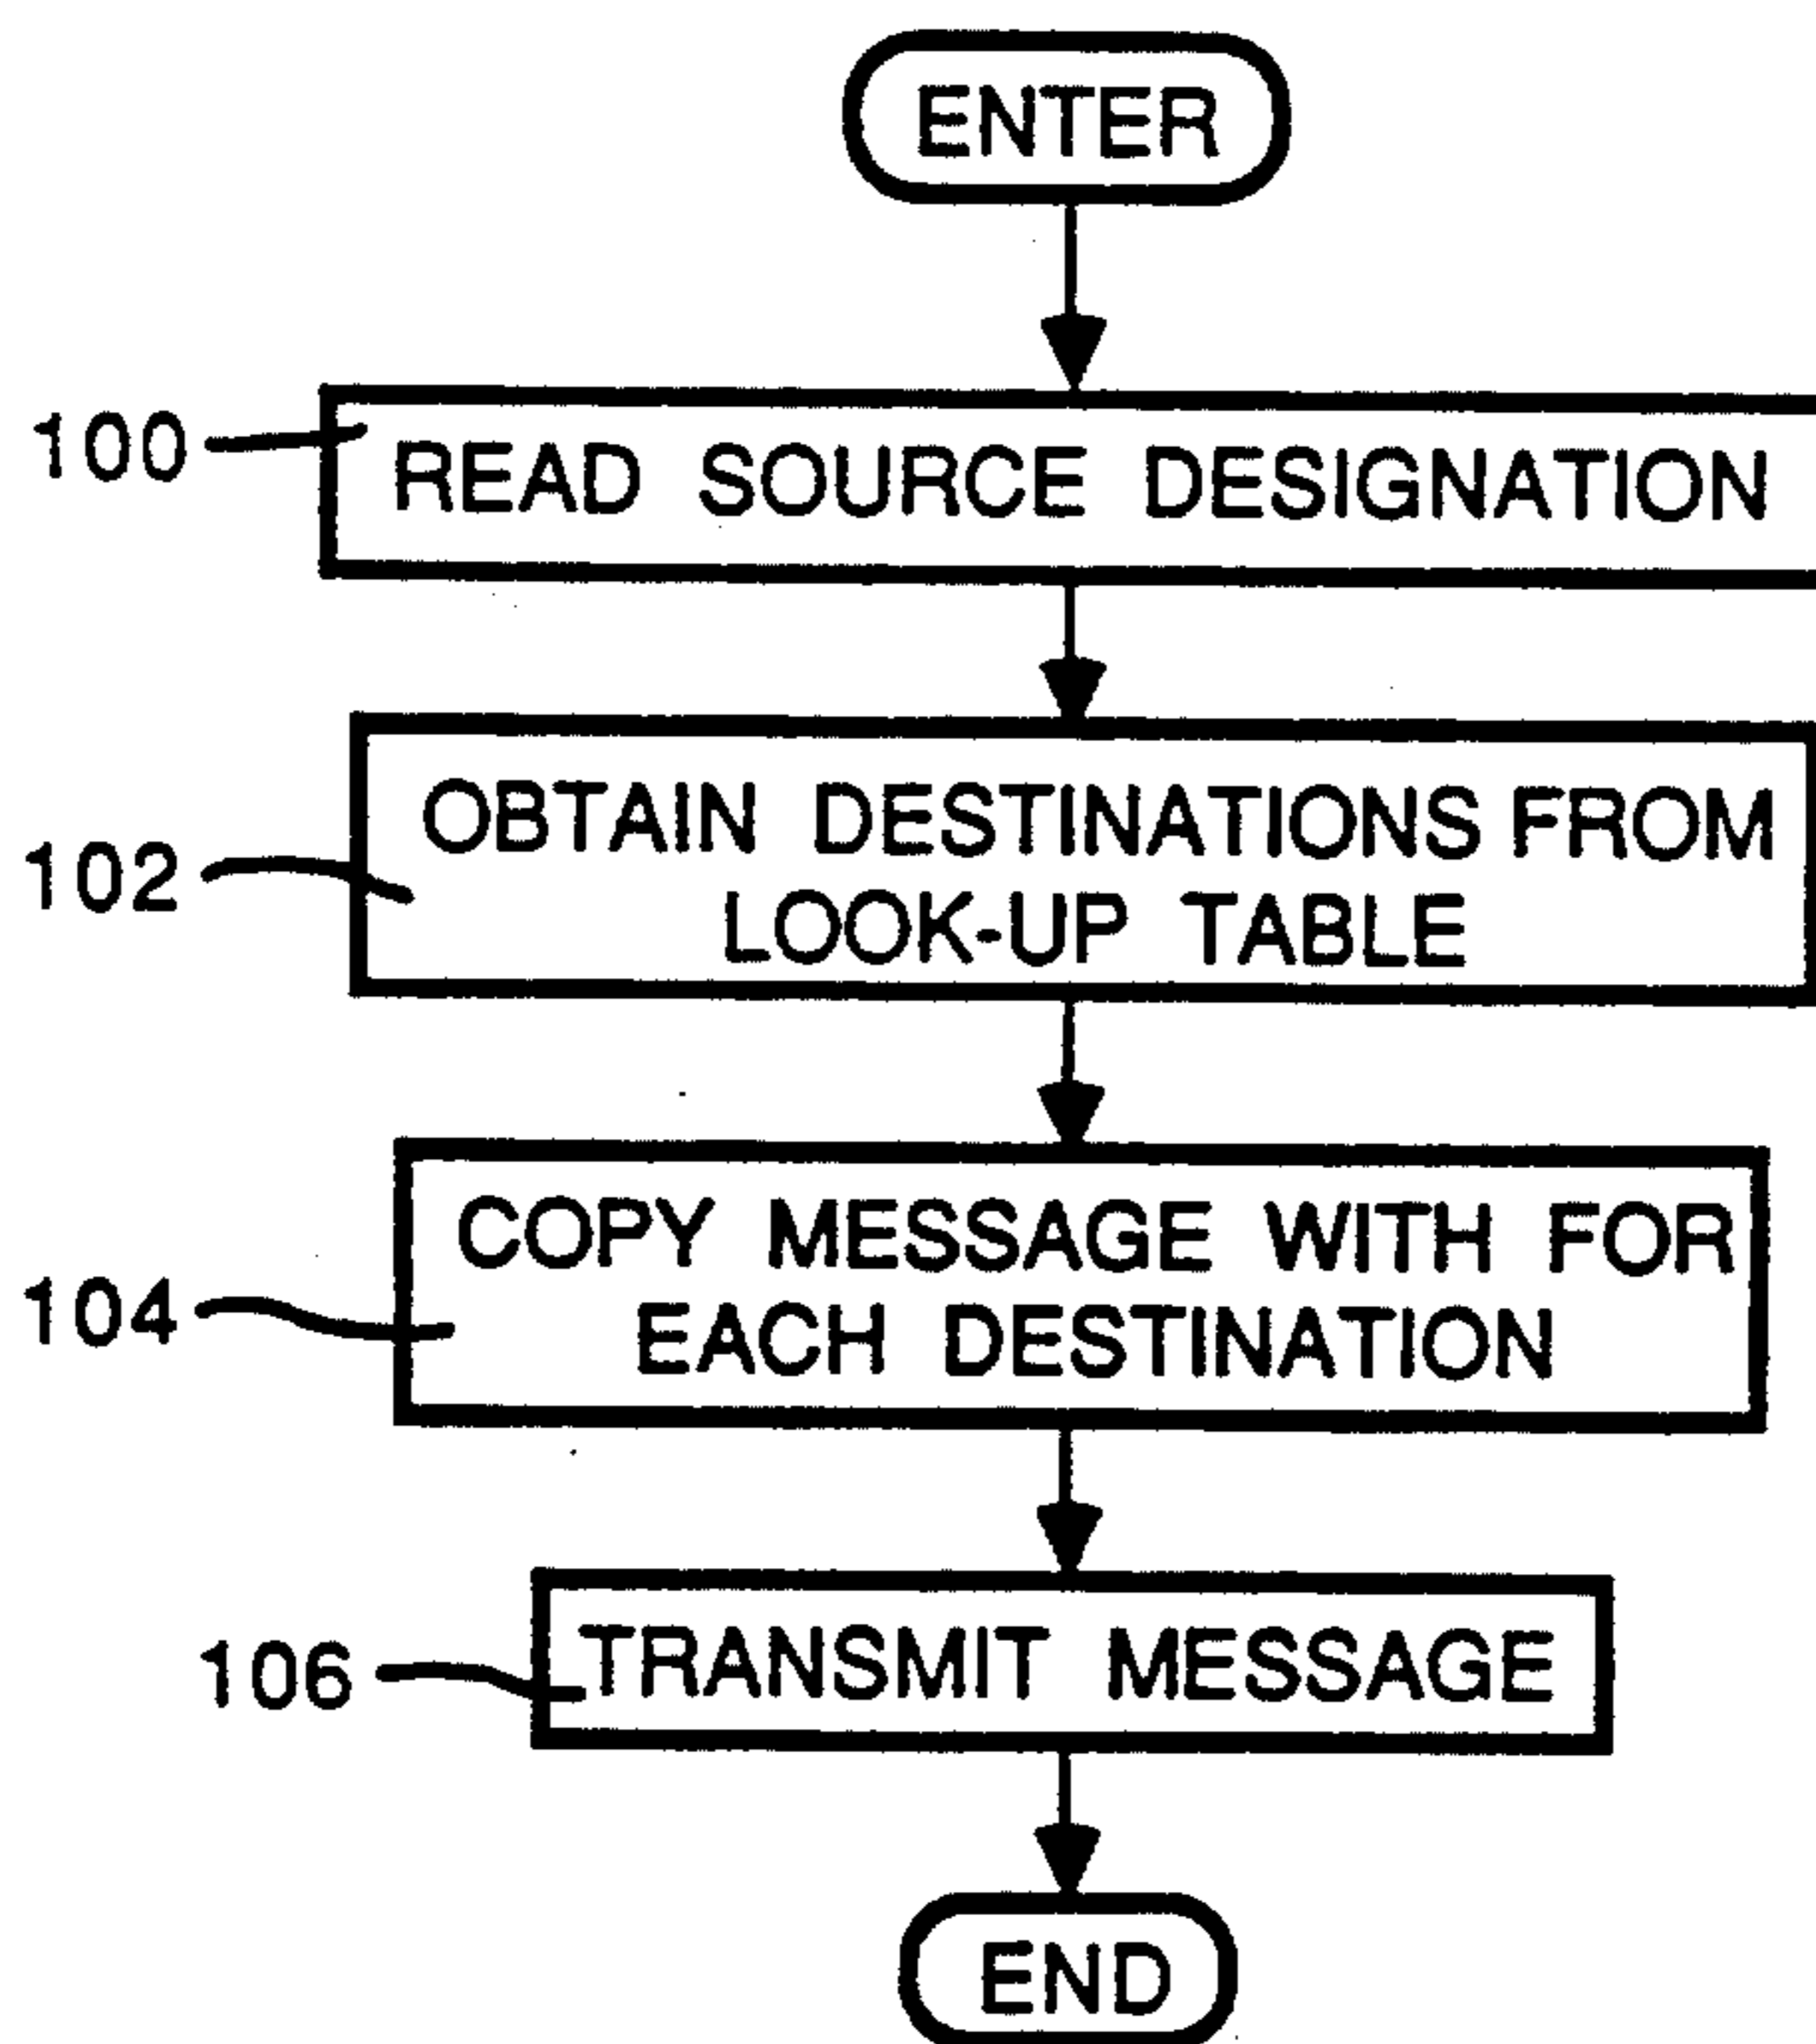 ENTER
100
READ SOURCE DESIGNATION
102
OBTAIN DESTINATIONS FROM
LOOK-UP TABLE
104
COPY MESSAGE WITH FOR
EACH DESTINATION
106
TRANSMIT MESSAGE
END